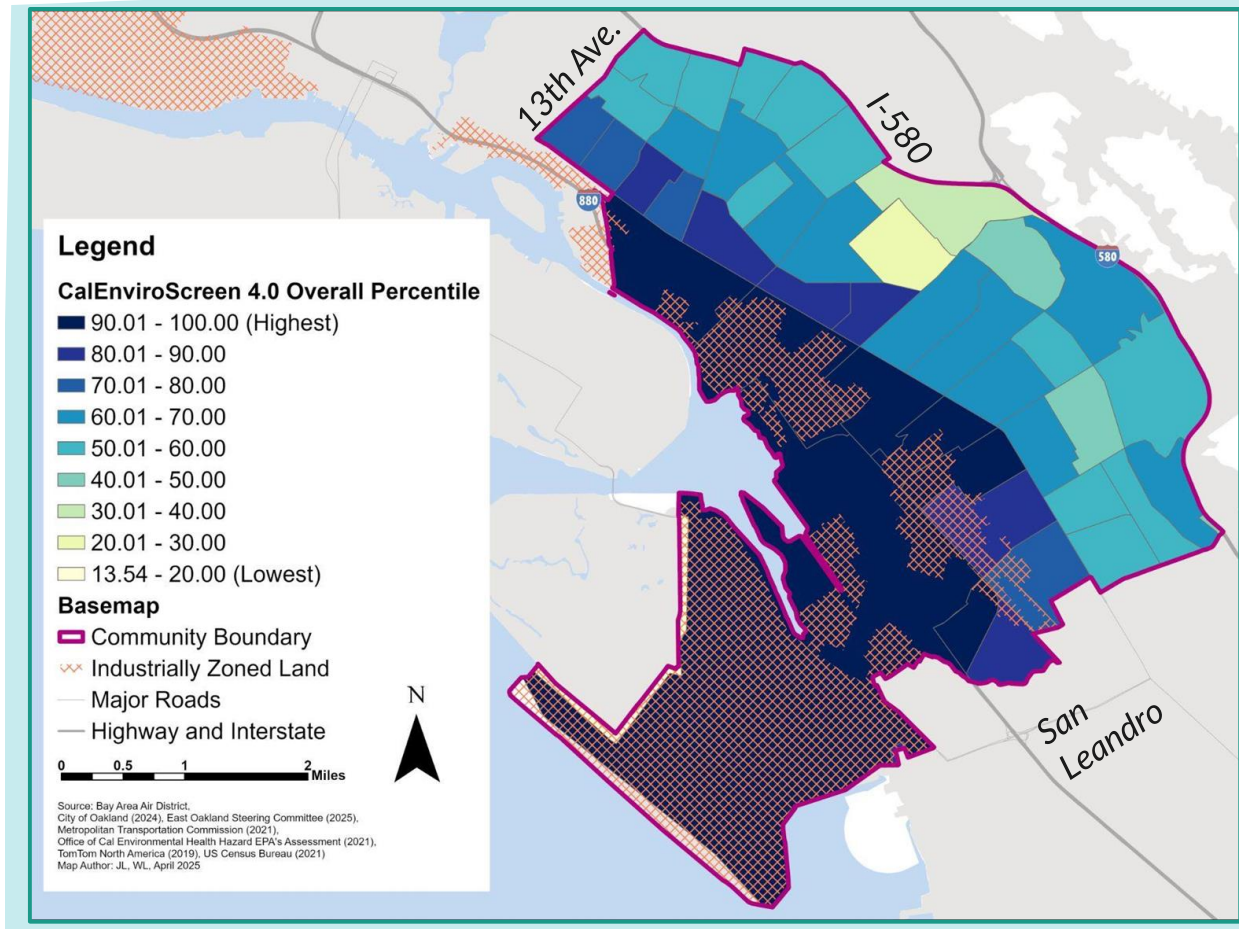 13th Ave.
I-580
880
580
Legend
CalEnviroScreen 4.0 Overall Percentile
90.01 - 100.00 (Highest)
80.01 - 90.00
70.01 - 80.00
60.01 - 70.00
50.01 - 60.00
40.01 - 50.00
30.01 - 40.00
20.01 - 30.00
13.54 - 20.00 (Lowest)
Basemap
Community Boundary
Industrially Zoned Land
Major Roads
Highway and Interstate
N
0 0.5 1 2 Miles
Source: Bay Area Air District,
City of Oakland (2024), East Oakland Steering Committee (2025),
Metropolitan Transportation Commission (2021),
Office of Cal Environmental Health Hazard EPA's Assessment (2021),
TomTom North America (2019), US Census Bureau (2021)
Map Author: JL, WL, April 2025
San
Leandro